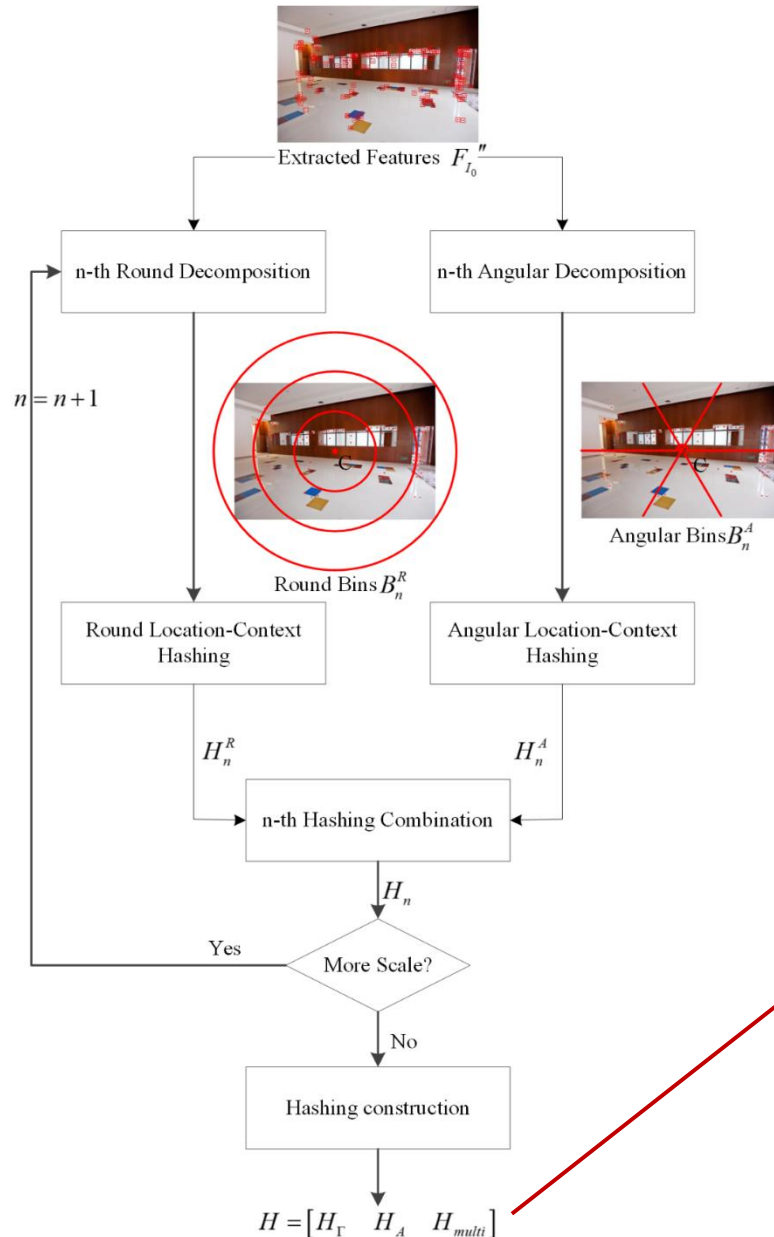 Extracted Features F_{I_0}''
n-th Round Decomposition
n-th Angular Decomposition
n = n+1
C
C
Round Bins B_n^R
Angular Bins B_n^A
Round Location-Context
Hashing
Angular Location-Context
Hashing
H_n^R
H_n^A
n-th Hashing Combination
H_n
Yes
More Scale?
No
Hashing construction
H = [H_Γ H_A H_{multi}]